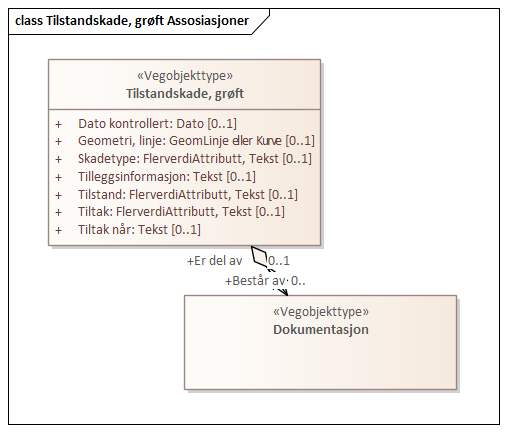 class Tilstandskade, grøft Assosiasjoner
«Vegobjekttype»
Tilstandskade, grøft
+ Dato kontrollert: Dato [0..1]
+ Geometri, linje: GeomLinje eller Kurve [0..1]
+ Skadetype: FlerverdiAttributt, Tekst [0..1]
+ Tilleggsinformasjon: Tekst [0..1]
+ Tilstand: FlerverdiAttributt, Tekst [0..1]
+ Tiltak: FlerverdiAttributt, Tekst [0..1]
+ Tiltak når: Tekst [0..1]
+Er del av 0..1
+Består av 0..
«Vegobjekttype»
Dokumentasjon